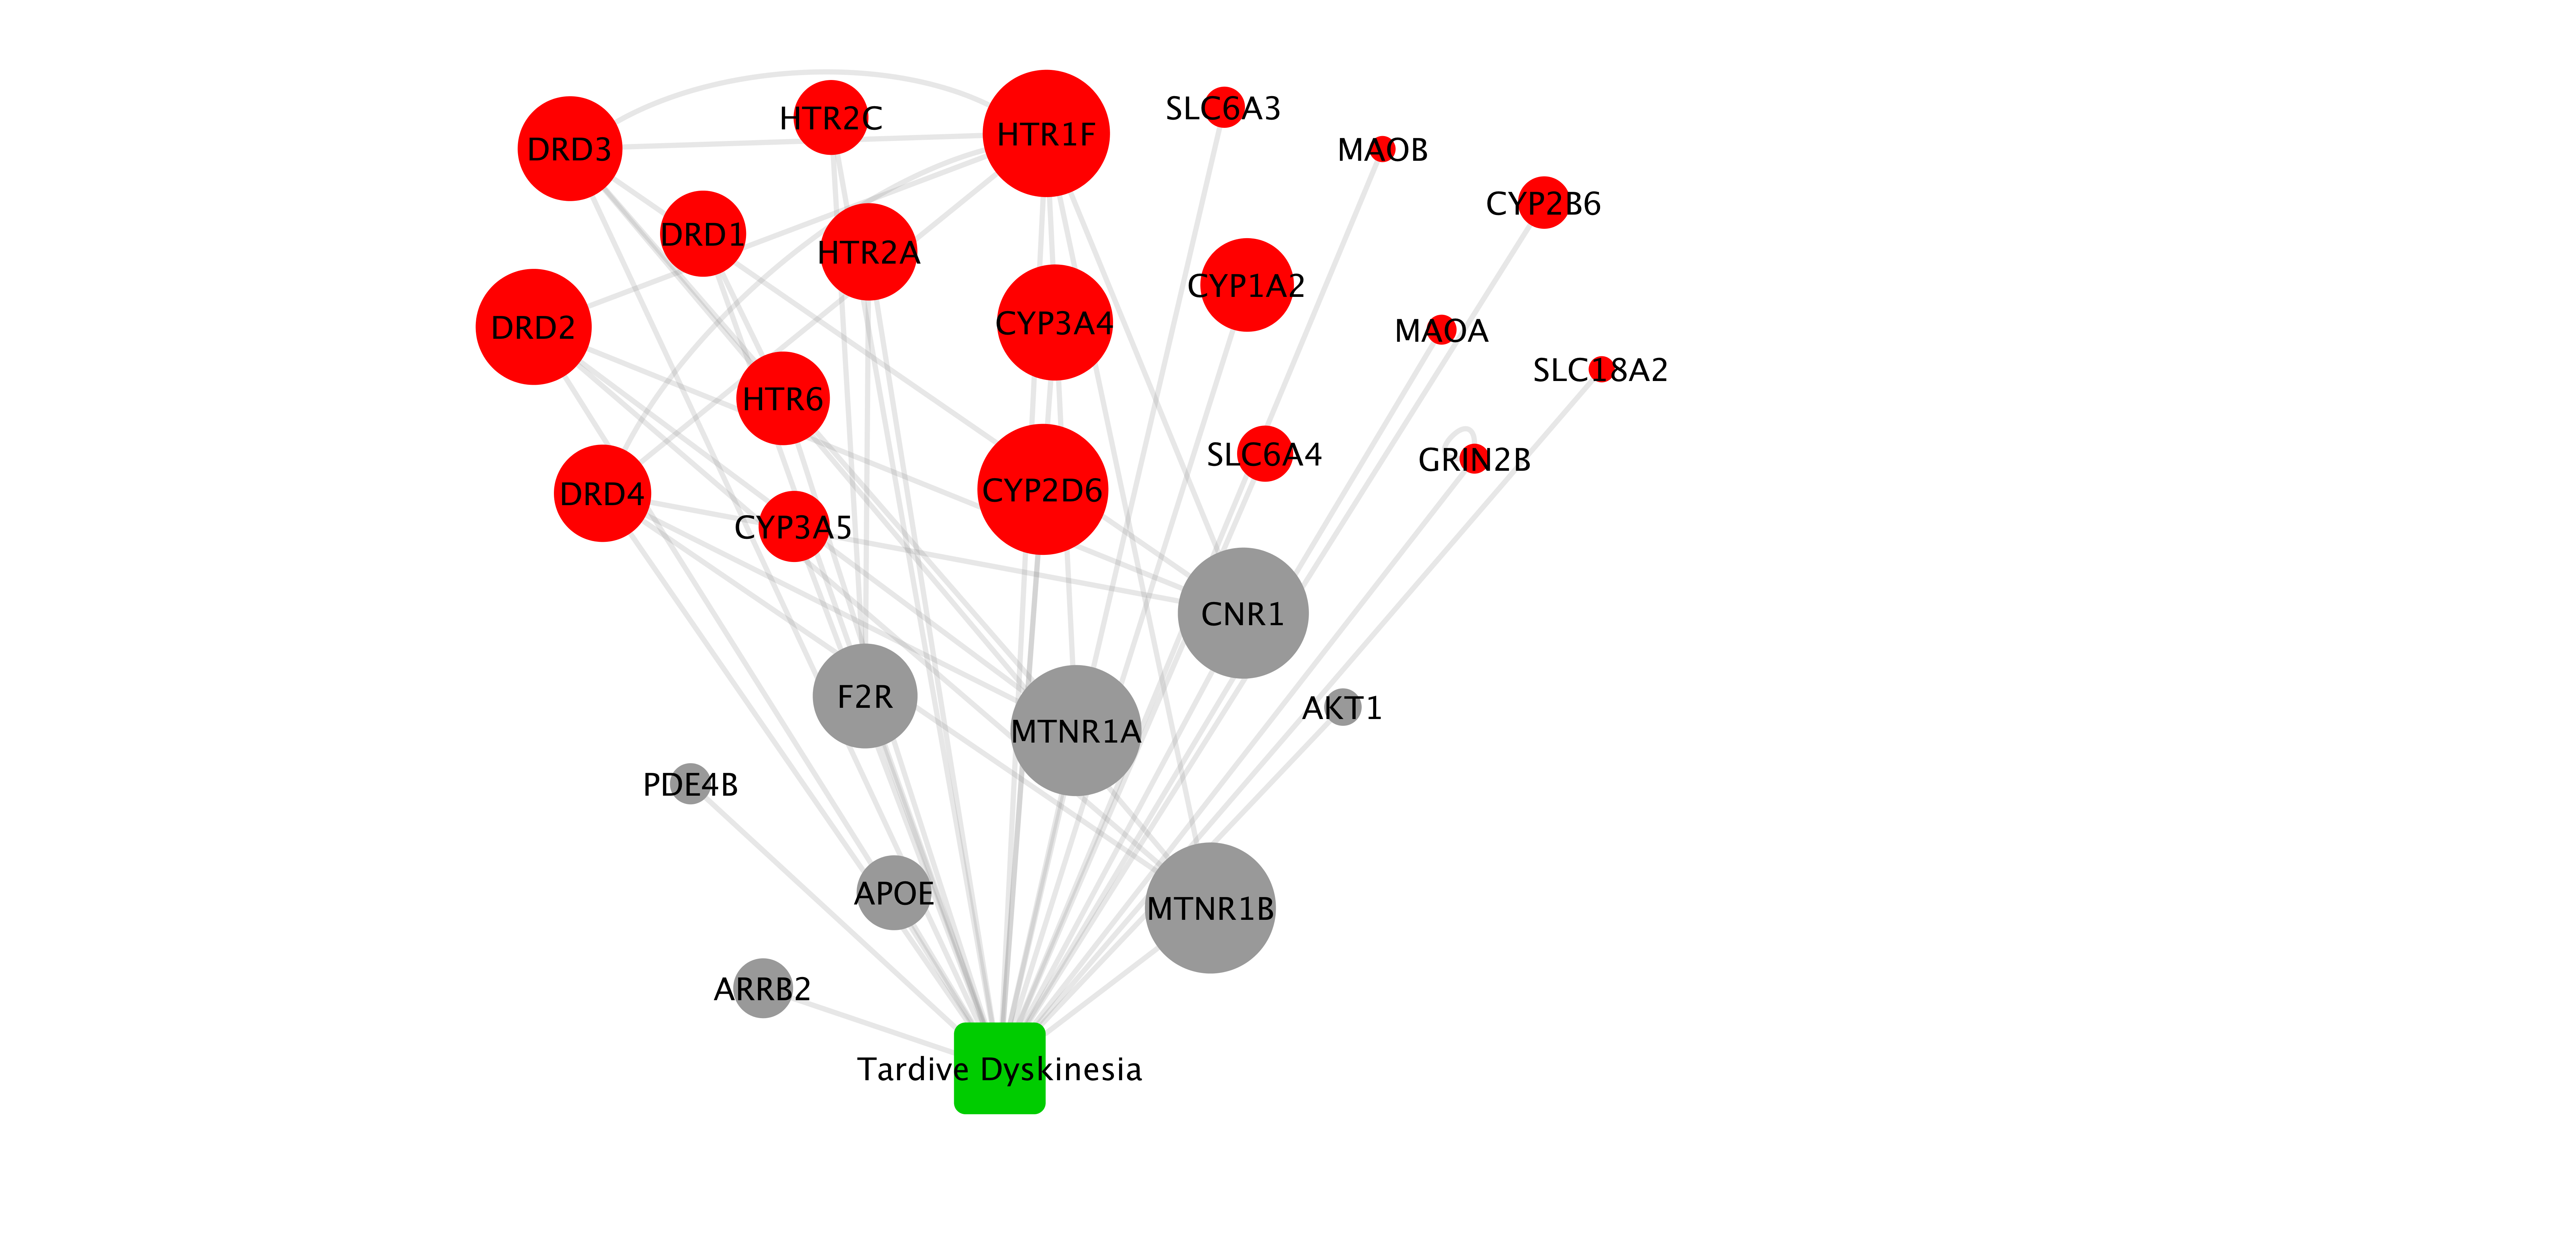 SLC6A3
HTR2C
HTR1F
DRD3
MAOB
CYP2B6
DRD1
HTR2A
CYP1A2
CYP3A4
DRD2
MAOA
SLC18A2
HTR6
SLC6A4
GRIN2B
CYP2D6
DRD4
CYP3A5
CNR1
F2R
AKT1
MTNR1A
PDE4B
APOE
MTNR1B
ARRB2
Tardive Dyskinesia